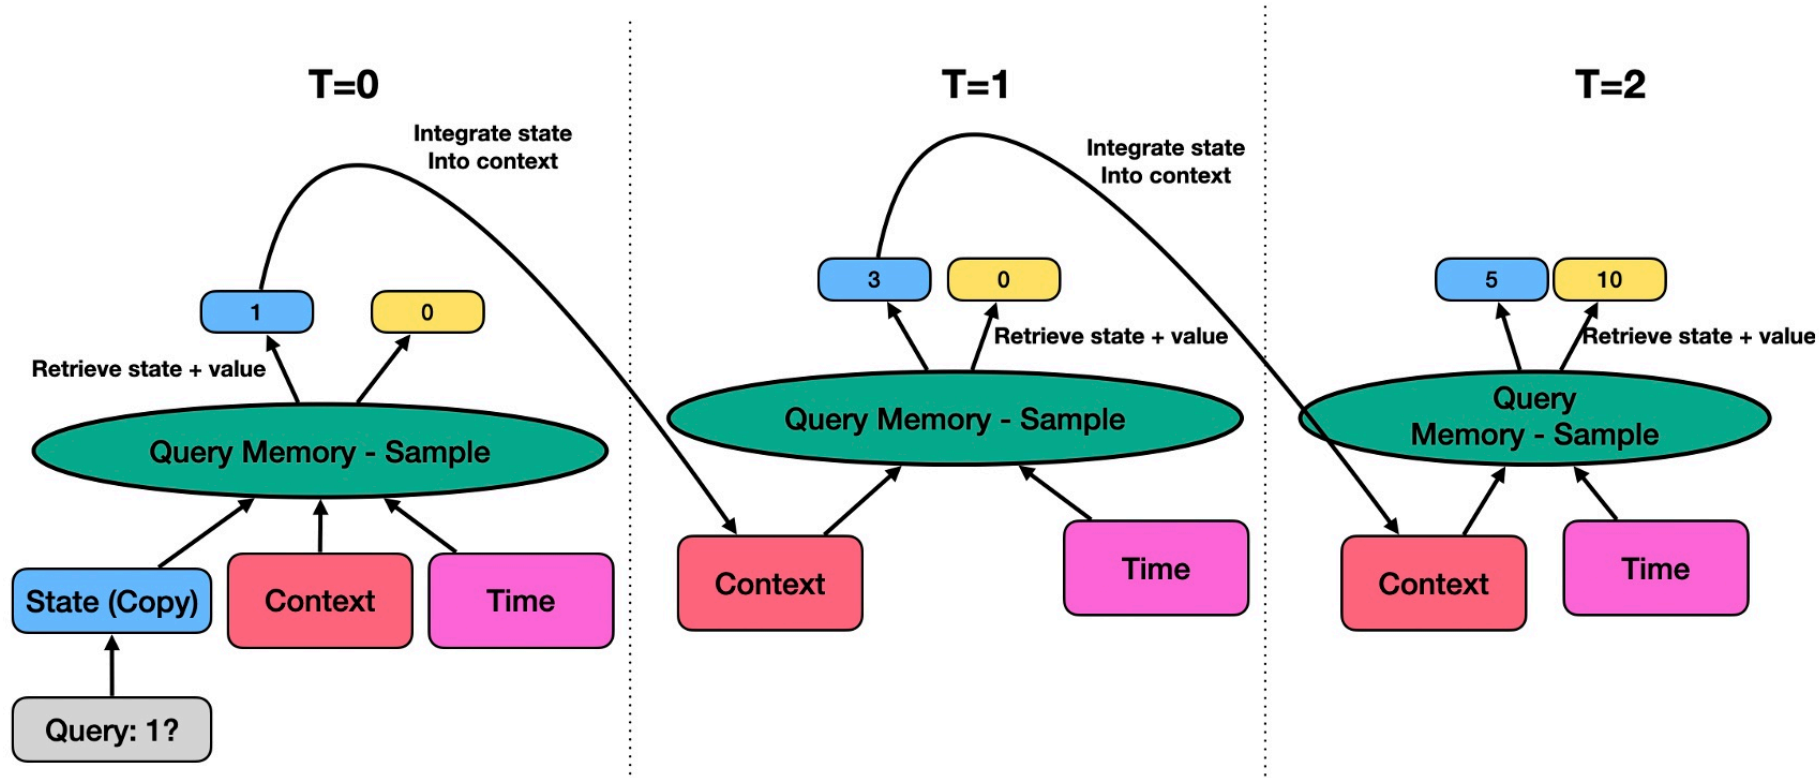 T=0
Integrate state
Into context
1
0
Retrieve state + value
Query Memory - Sample
State (Copy)
Context
Time
Query: 1?
T=1
Integrate state
Into context
3
0
Retrieve state + value
Query Memory - Sample
Context
Time
T=2
5
10
Retrieve state + value
Query
Memory - Sample
Context
Time